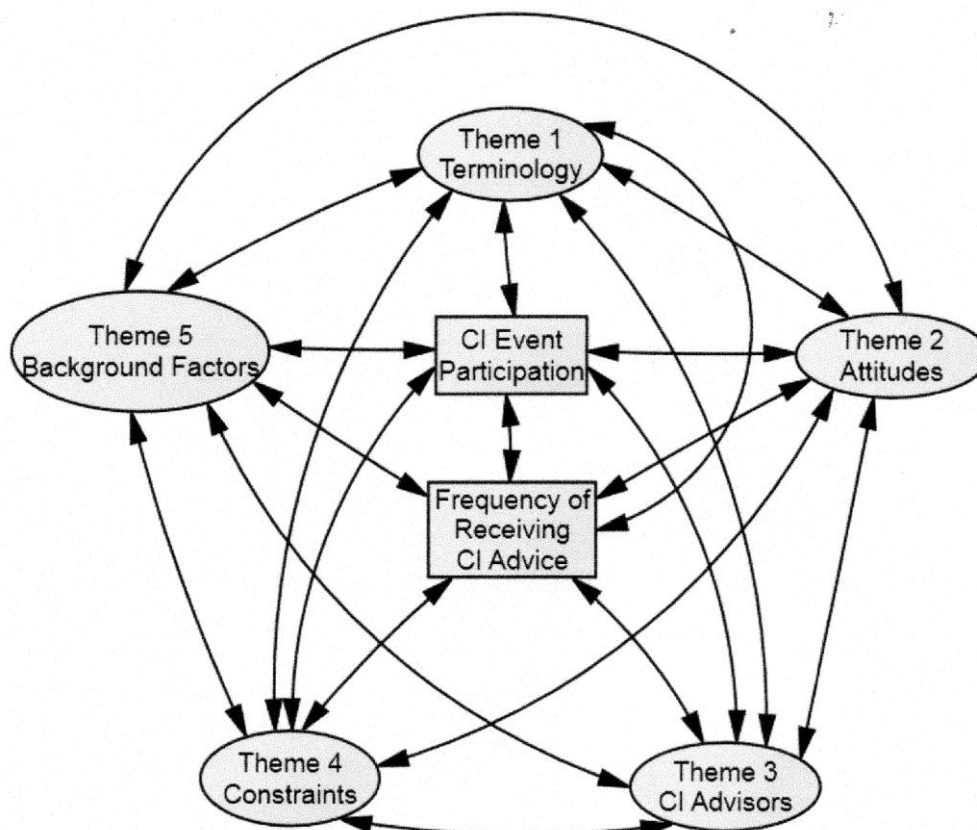 Theme 1
Terminology
Theme 5
Background Factors
CI Event
Participation
Theme 2
Attitudes
Frequency of
Receiving
CI Advice
Theme 4
Constraints
Theme 3
CI Advisors